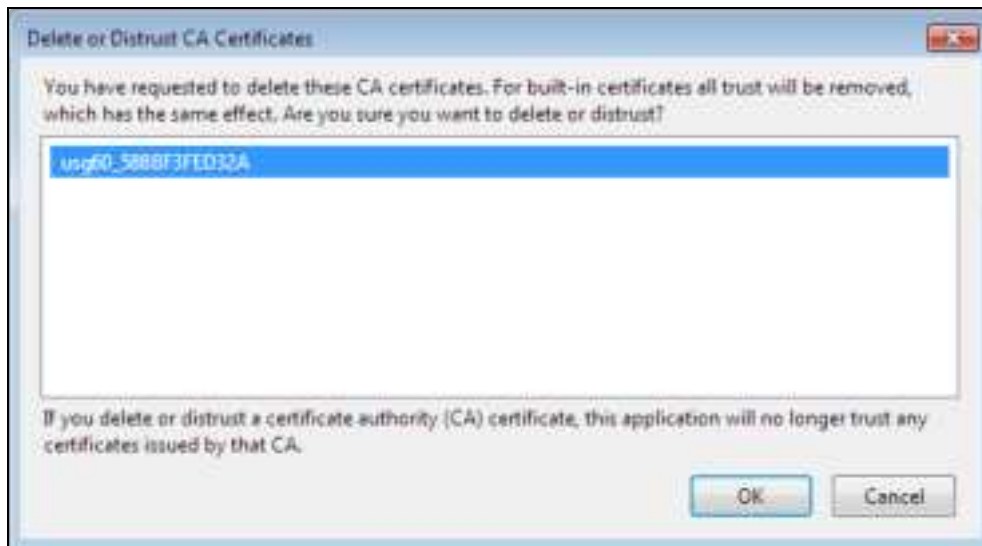 Delete or Distrust CA Certificates
You have requested to delete these CA certificates. For built-in certificates all trust will be removed,
which has the same effect. Are you sure you want to delete or distrust?
usg60_5BBBF3FED32A
If you delete or distrust a certificate authority (CA) certificate, this application will no longer trust any
certificates issued by that CA.
OK
Cancel